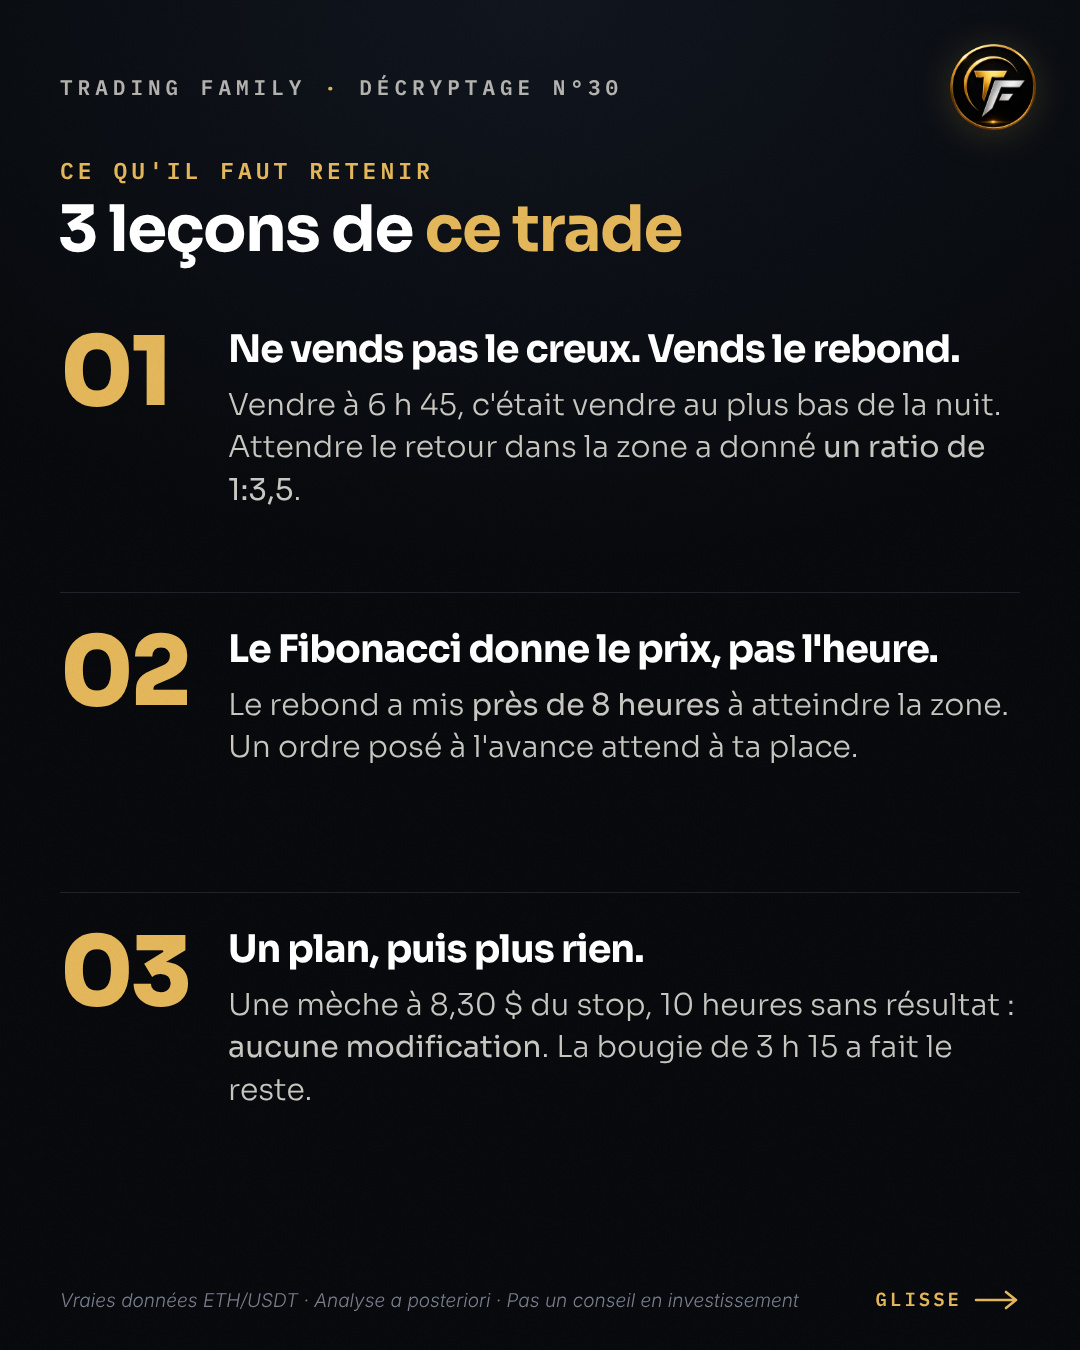 TRADING FAMILY · DÉCRYPTAGE N°30
TF
CE QU'IL FAUT RETENIR
3 leçons de ce trade
01
Ne vends pas le creux. Vends le rebond.
Vendre à 6 h 45, c'était vendre au plus bas de la nuit.
Attendre le retour dans la zone a donné un ratio de
1:3,5.
02
Le Fibonacci donne le prix, pas l'heure.
Le rebond a mis près de 8 heures à atteindre la zone.
Un ordre posé à l'avance attend à ta place.
03
Un plan, puis plus rien.
Une mèche à 8,30 $ du stop, 10 heures sans résultat :
aucune modification. La bougie de 3 h 15 a fait le
reste.
Vraies données ETH/USDT · Analyse a posteriori · Pas un conseil en investissement
GLISSE →